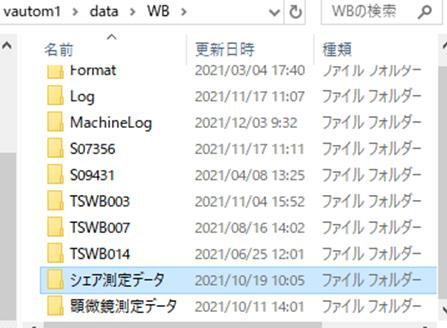 vautom1 > data > WB > WBの検索
名前 更新日時 種類
Format 2021/03/04 17:40 ファイル フォルダー
Log 2021/11/17 11:07 ファイル フォルダー
MachineLog 2021/12/03 9:32 ファイル フォルダー
S07356 2021/11/17 11:11 ファイル フォルダー
S09431 2021/04/08 13:25 ファイル フォルダー
TSWB003 2021/11/04 15:52 ファイル フォルダー
TSWB007 2021/08/16 14:02 ファイル フォルダー
TSWB014 2021/06/25 12:01 ファイル フォルダー
シェア測定データ 2021/10/19 10:05 ファイル フォルダー
顕微鏡測定データ 2021/10/11 14:01 ファイル フォルダー